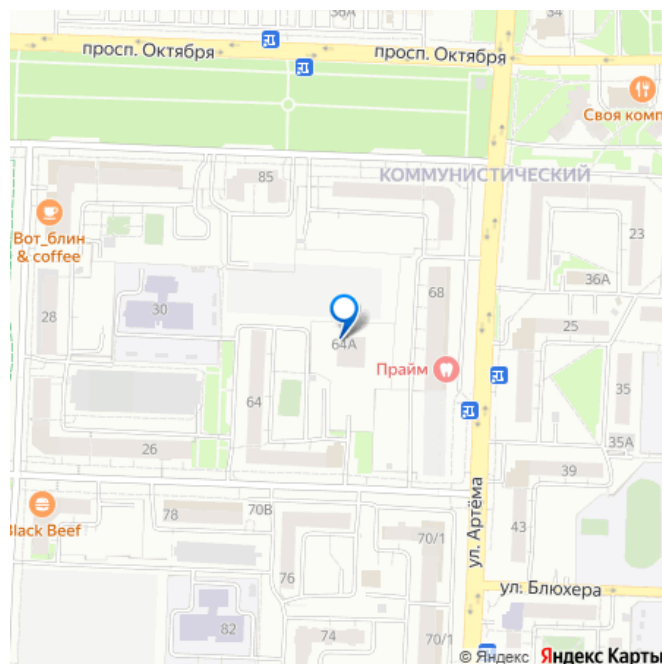 36А
34
просп. Октября
просп. Октября
Своя комп
85
КОММУНИСТИЧЕСКИЙ
Вот_блин
& coffee
23
36А
30
68
28
25
64А
Прайм
64
35
35А
26
39
ул. Артёма
Black Beef
78
70В
43
70/1
76
ул. Блюхера
82
74
70/1
© Яндекс Яндекс Карты